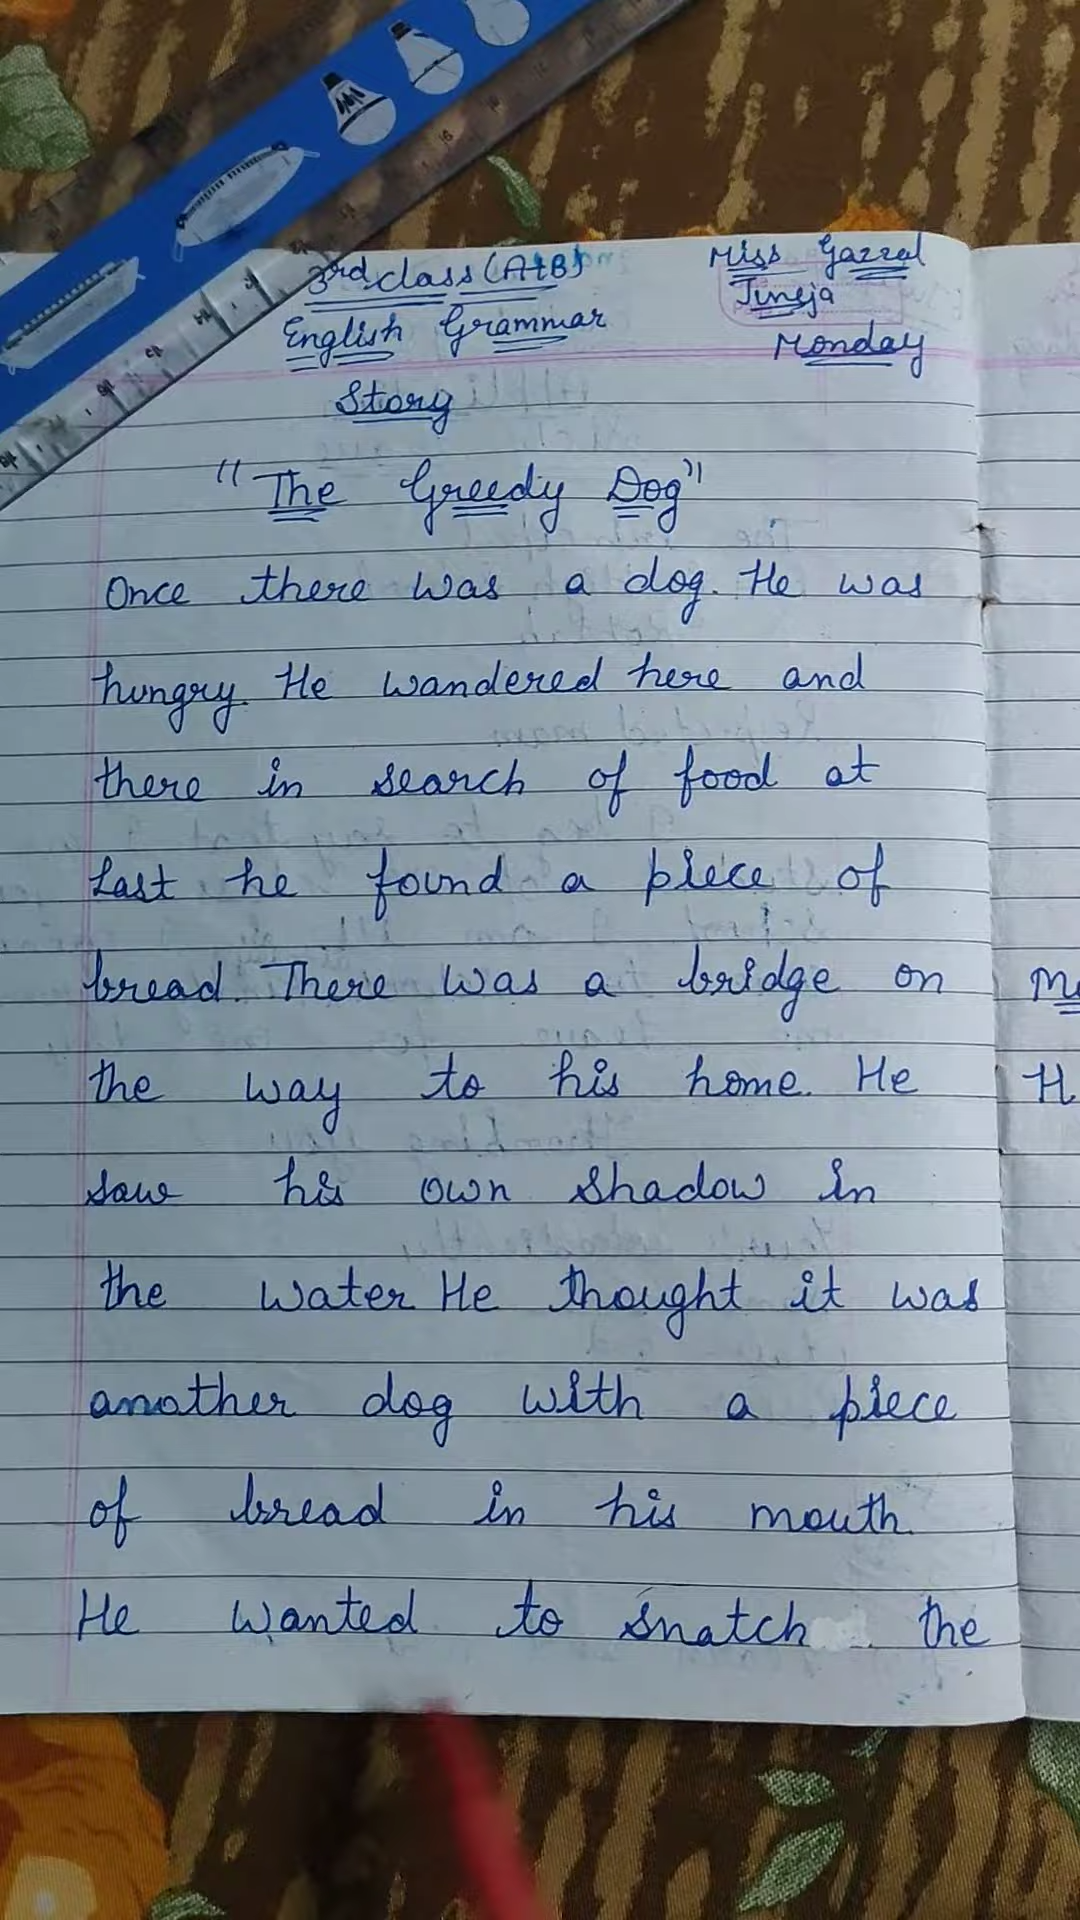 3rd class (A+B)
Miss Gazzal
Juneja
English Grammar
Monday
Story
"The Greedy Dog"
Once there was a dog. He was
hungry. He wandered here and
there in search of food at
last he found a piece of
bread. There was a bridge on
the way to his home. He
saw his own shadow in
the water. He thought it was
another dog with a piece
of bread in his mouth.
He wanted to snatch the